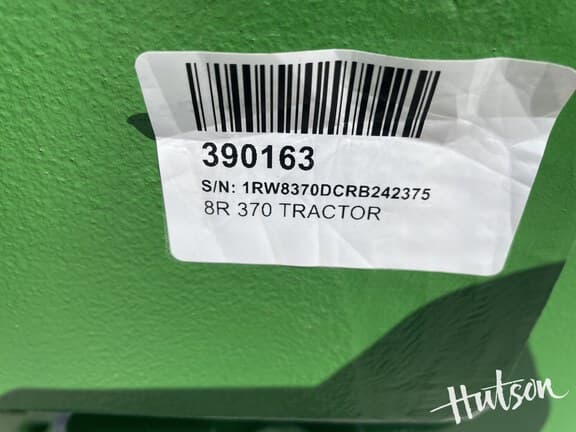 390163
S/N: 1RW8370DCRB242375
8R 370 TRACTOR
Hutson